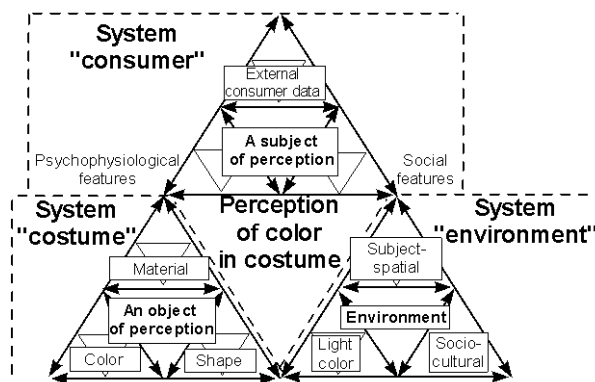 System
"consumer"
External
consumer data
A subject
of perception
Psychophysiological
features
Social
features
System
"costume"
Perception
of color
in costume
System
"environment"
Material
An object
of perception
Color
Shape
Subject-
spatial
Environment
Light
color
Socio-
cultural